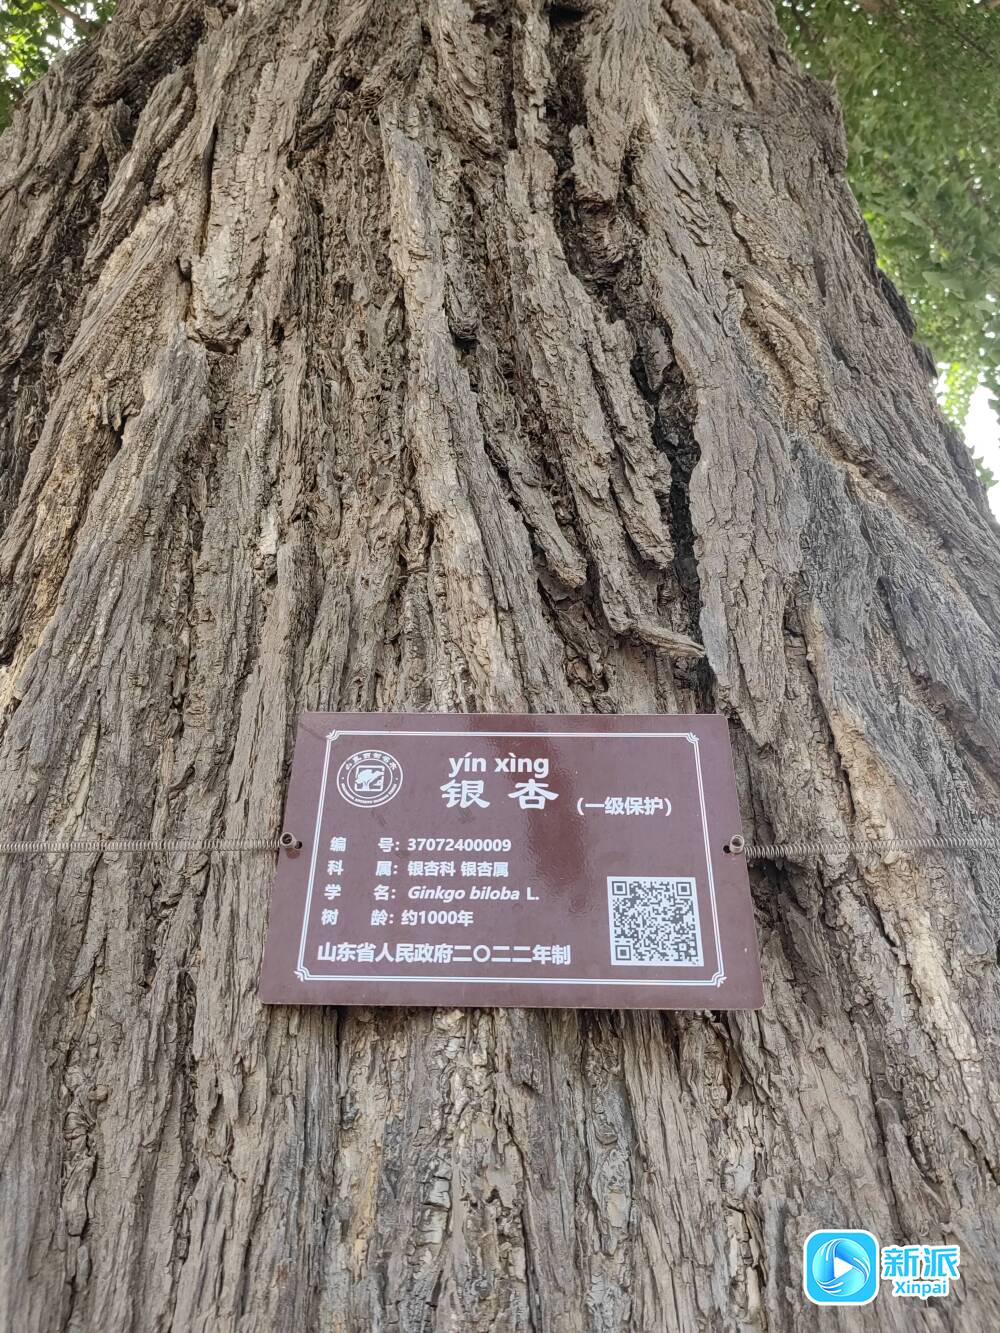 yín xìng
银杏（一级保护）
编 号：37072400009
科 属：银杏科 银杏属
学 名：Ginkgo biloba L.
树 龄：约1000年
山东省人民政府二〇二二年制
新派
Xinpai